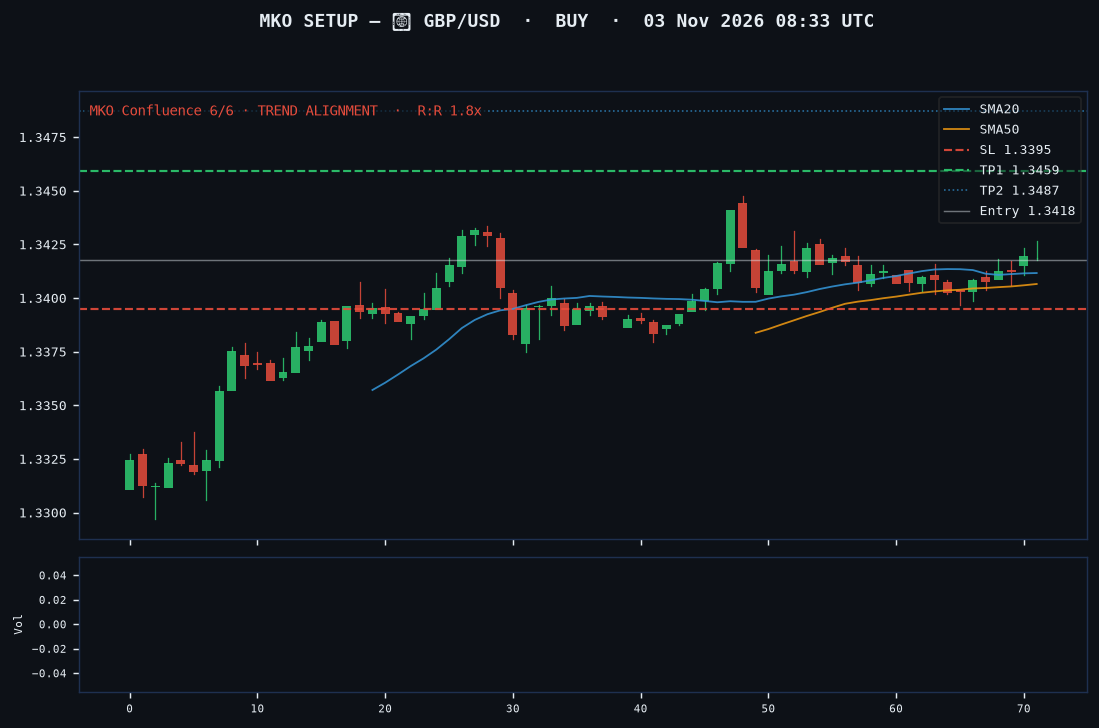 MKO SETUP — GBP/USD · BUY · 03 Nov 2026 08:33 UTC
MKO Confluence 6/6 · TREND ALIGNMENT · R:R 1.8x
SMA20
SMA50
SL 1.3395
TP1 1.3459
TP2 1.3487
Entry 1.3418
1.3475
1.3450
1.3425
1.3400
1.3375
1.3350
1.3325
1.3300
Vol
0.04
0.02
0.00
−0.02
−0.04
0 10 20 30 40 50 60 70